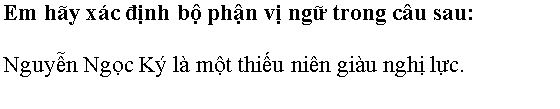 Em hãy xác định bộ phận vị ngữ trong câu sau:
Nguyễn Ngọc Ký là một thiếu niên giàu nghị lực.